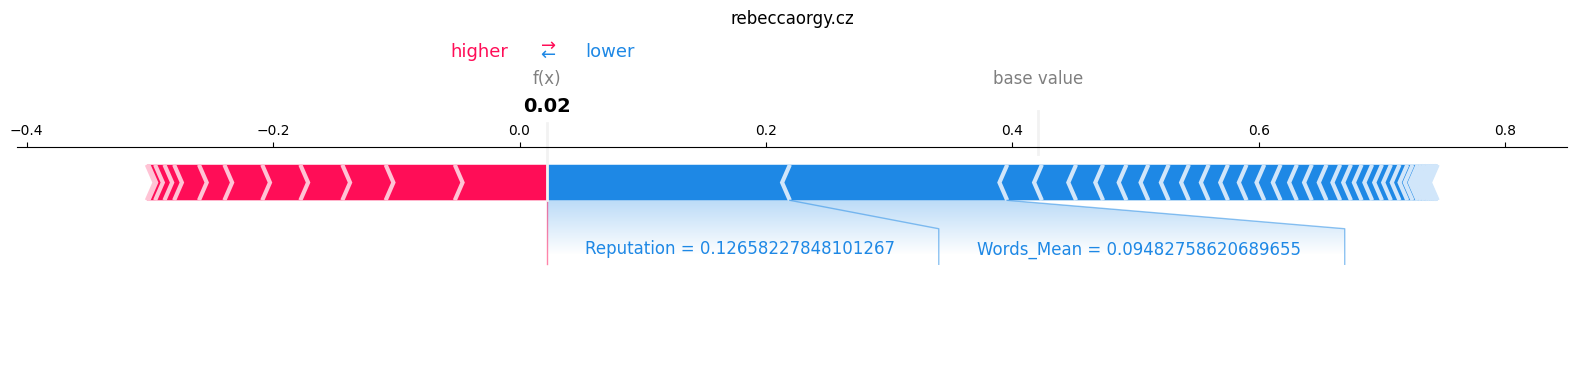 rebeccaorgy.cz
higher → ← lower
f(x) base value
0.02
−0.4 −0.2 0.0 0.2 0.4 0.6 0.8
Reputation = 0.12658227848101267 Words_Mean = 0.09482758620689655